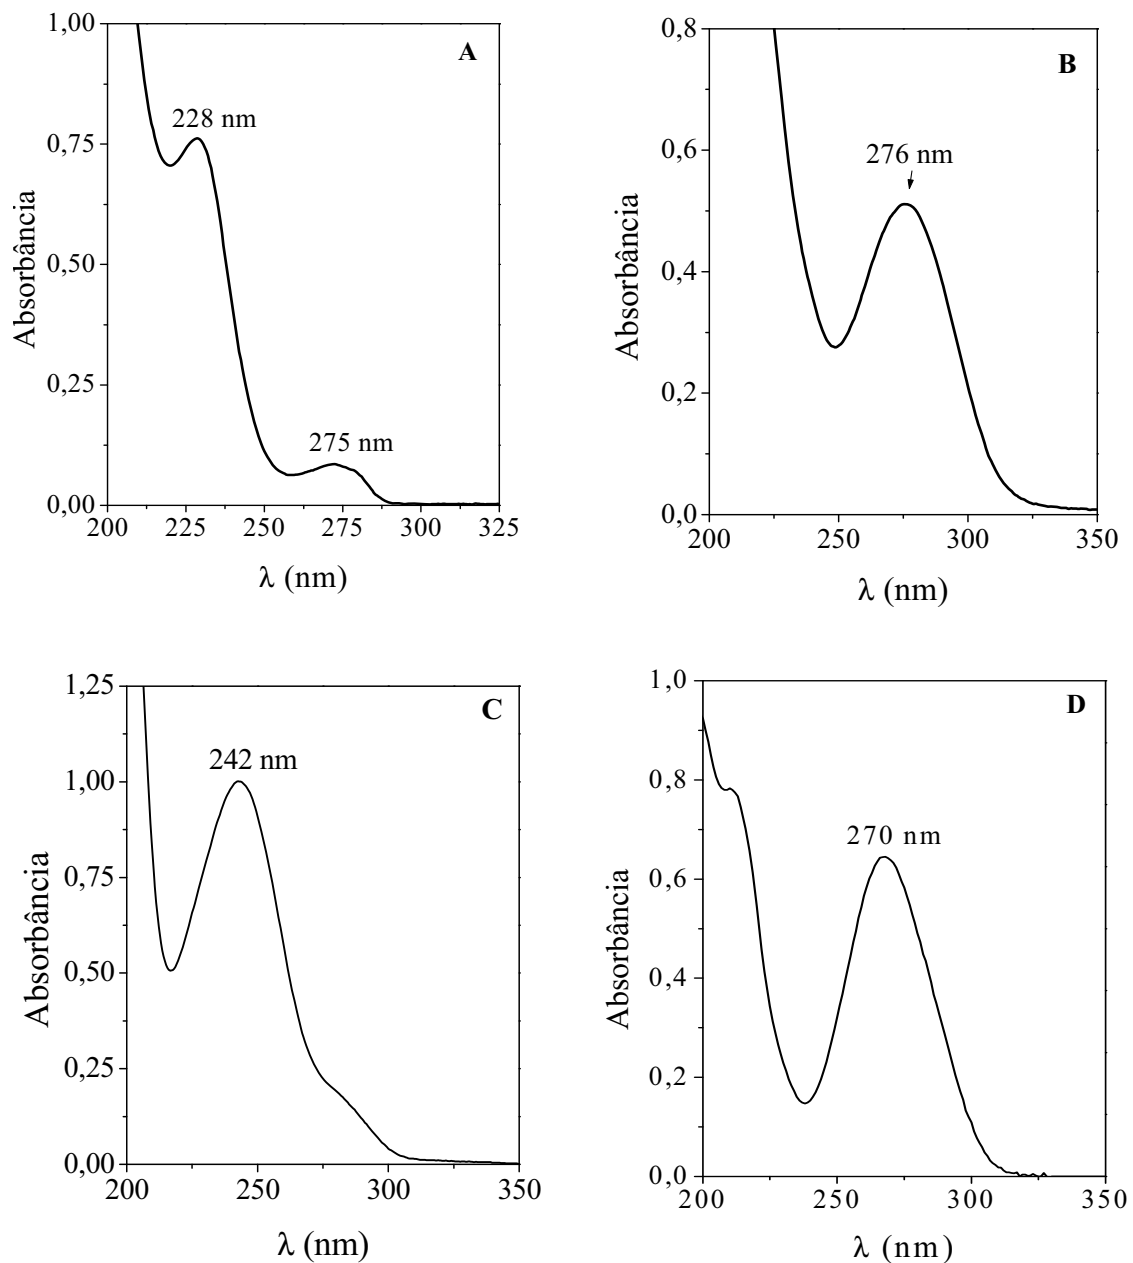 A
1,00
0,75
0,50
0,25
0,00
228 nm
275 nm
200 225 250 275 300 325
Absorbância
λ (nm)
B
0,8
0,6
0,4
0,2
0,0
276 nm
200 250 300 350
Absorbância
λ (nm)
C
1,25
1,00
0,75
0,50
0,25
0,00
242 nm
200 250 300 350
Absorbância
λ (nm)
D
1,0
0,8
0,6
0,4
0,2
0,0
270 nm
200 250 300 350
Absorbância
λ (nm)